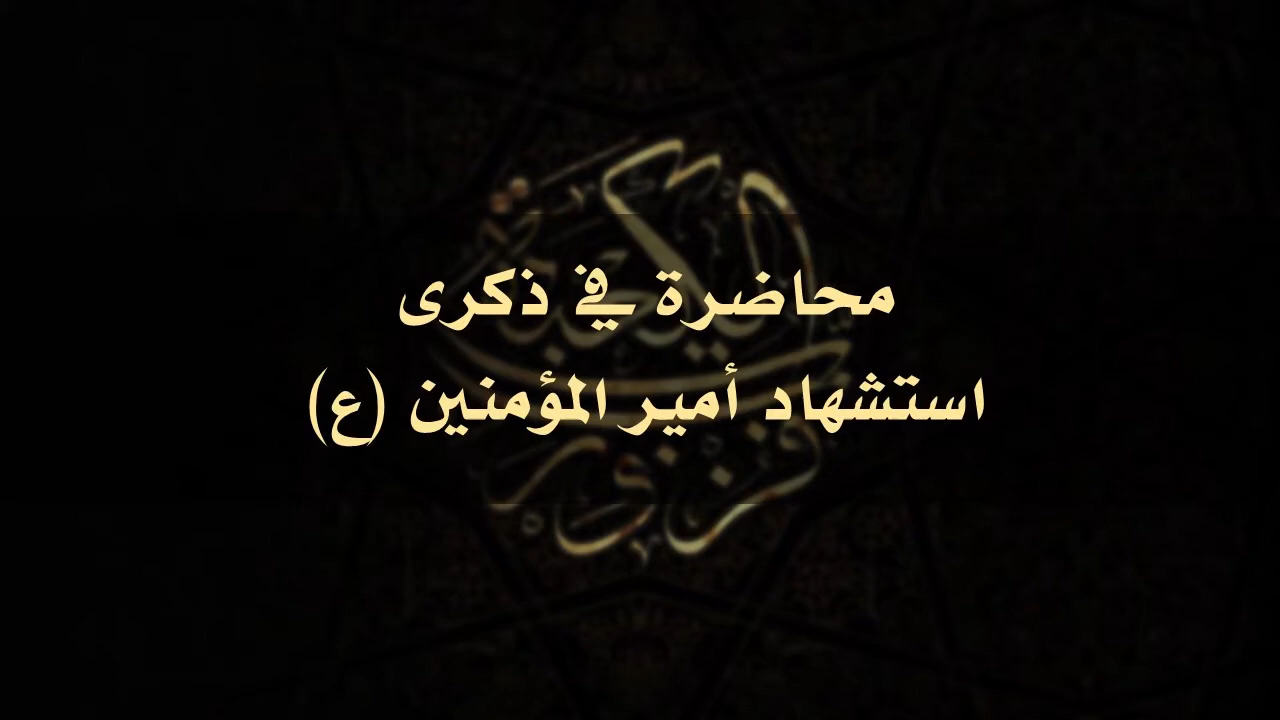 محاضرة في ذكرى
استشهاد أمير المؤمنين (ع)